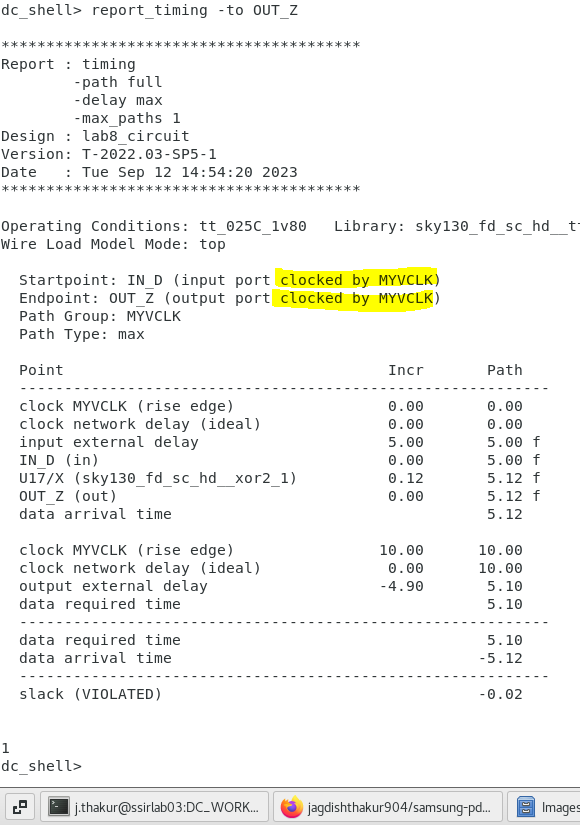 dc_shell> report_timing -to OUT_Z
****************************************
Report : timing
-path full
-delay max
-max_paths 1
Design : lab8_circuit
Version: T-2022.03-SP5-1
Date   : Tue Sep 12 14:54:20 2023
****************************************
Operating Conditions: tt_025C_1v80   Library: sky130_fd_sc_hd__tt
Wire Load Model Mode: top
Startpoint: IN_D (input port clocked by MYVCLK)
Endpoint: OUT_Z (output port clocked by MYVCLK)
Path Group: MYVCLK
Path Type: max
Point Incr Path
-----------------------------------------------------------
clock MYVCLK (rise edge) 0.00 0.00
clock network delay (ideal) 0.00 0.00
input external delay 5.00 5.00 f
IN_D (in) 0.00 5.00 f
U17/X (sky130_fd_sc_hd__xor2_1) 0.12 5.12 f
OUT_Z (out) 0.00 5.12 f
data arrival time 5.12
clock MYVCLK (rise edge) 10.00 10.00
clock network delay (ideal) 0.00 10.00
output external delay -4.90 5.10
data required time 5.10
-----------------------------------------------------------
data required time 5.10
data arrival time -5.12
-----------------------------------------------------------
slack (VIOLATED) -0.02
1
dc_shell>
j.thakur@ssirlab03:DC_WORK... jagdishthakur904/samsung-pd... Images